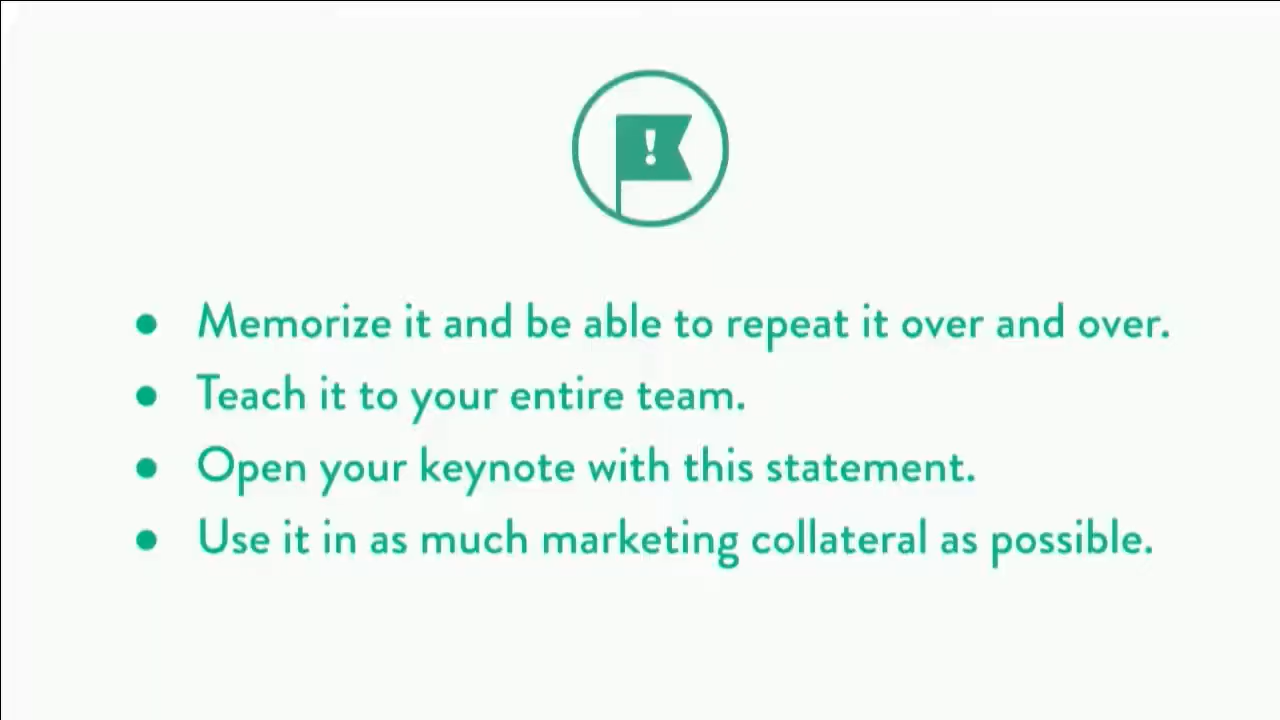 !
• Memorize it and be able to repeat it over and over.
• Teach it to your entire team.
• Open your keynote with this statement.
• Use it in as much marketing collateral as possible.